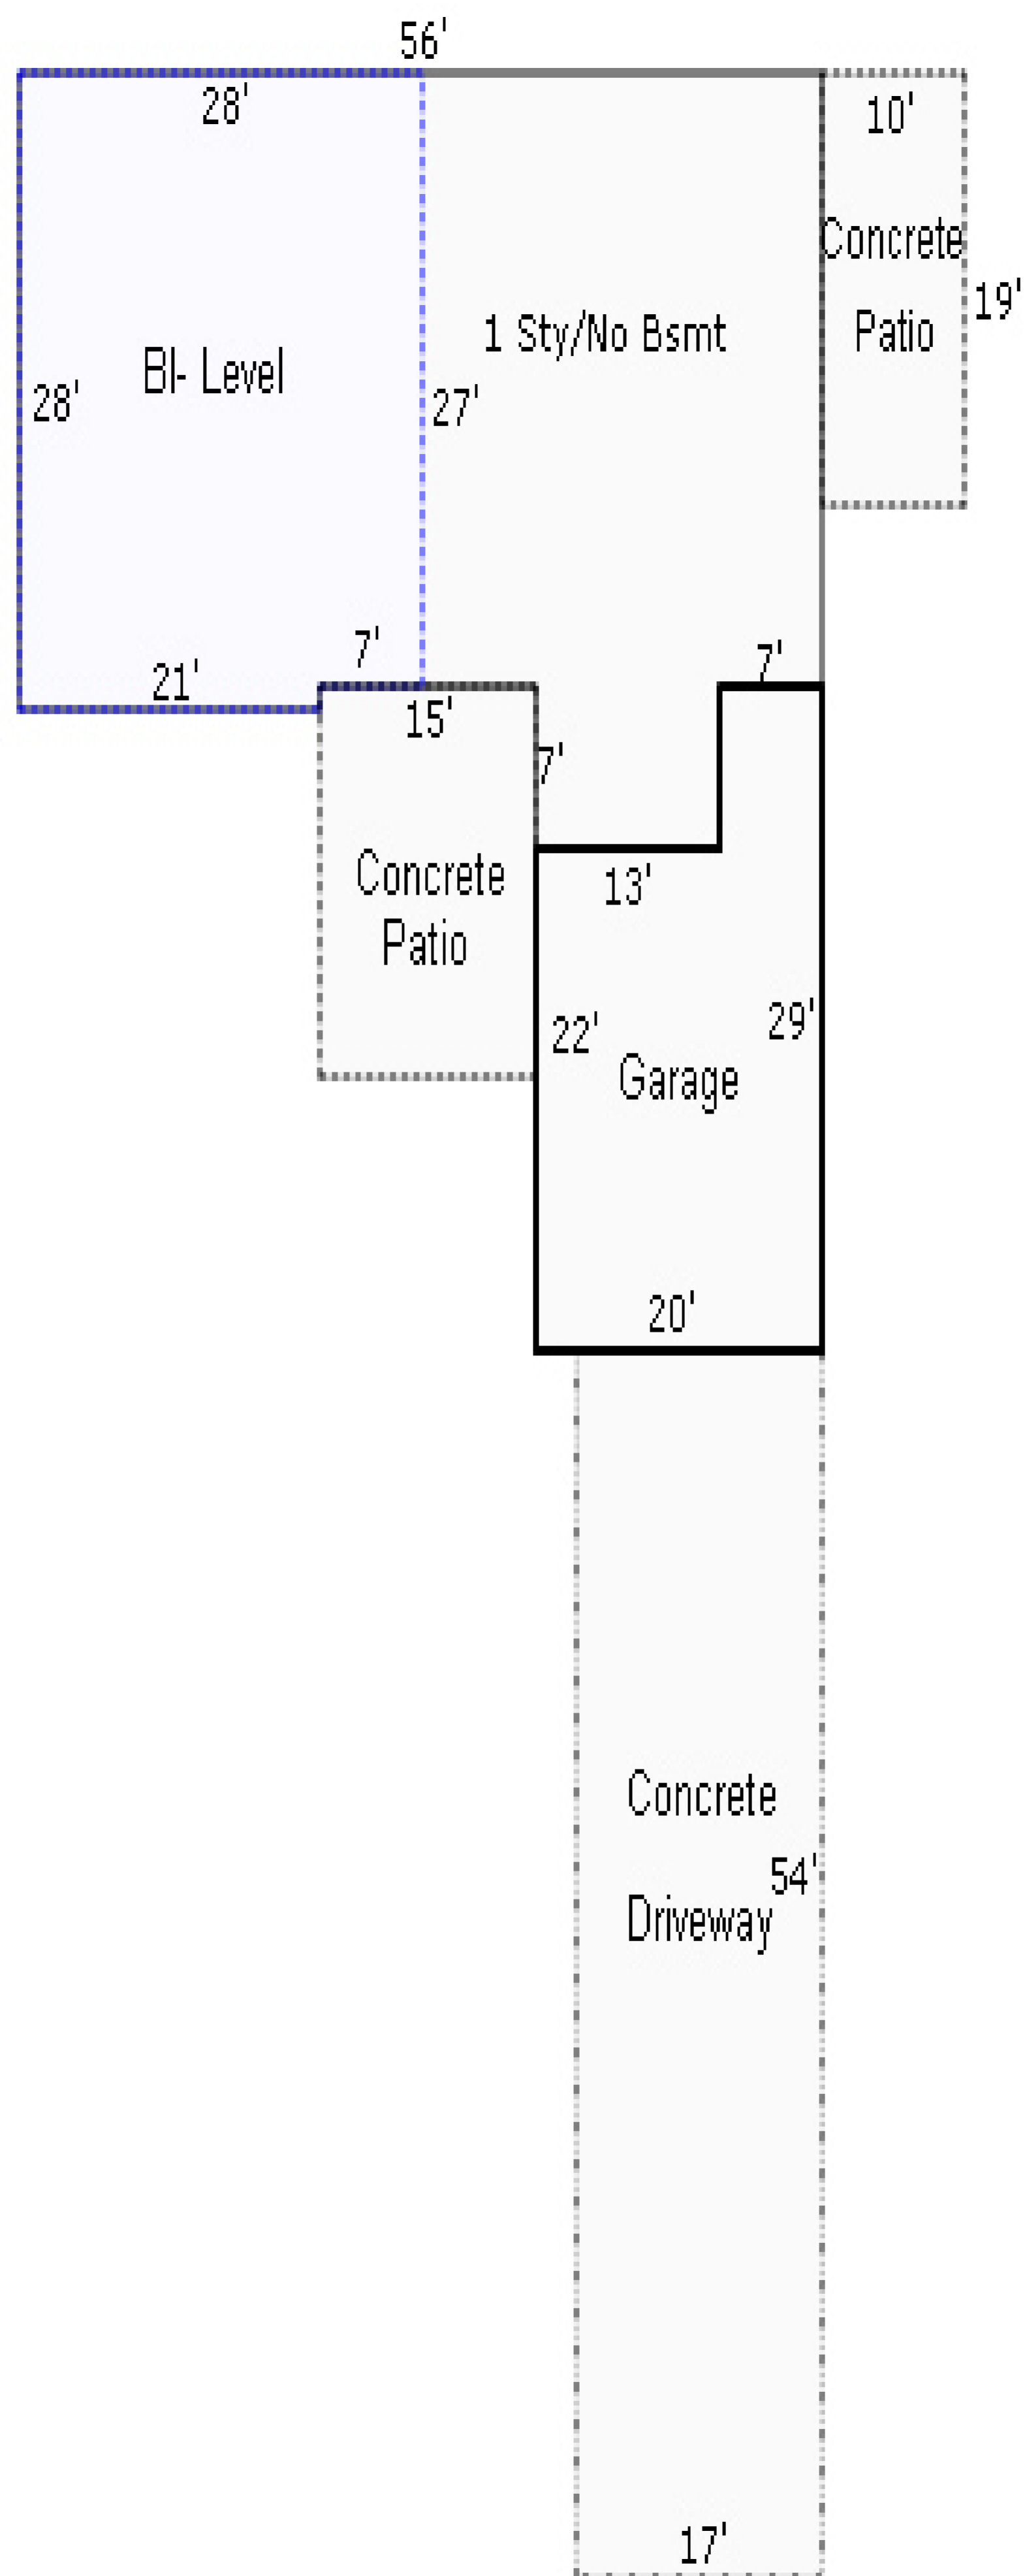 56'
28'
10'
Concrete
19'
Patio
1 Sty/No Bsmt
BI- Level
28'
27'
7'
7'
21'
15'
7'
Concrete
13'
Patio
29'
22'
Garage
20'
Concrete
54'
Driveway
17'